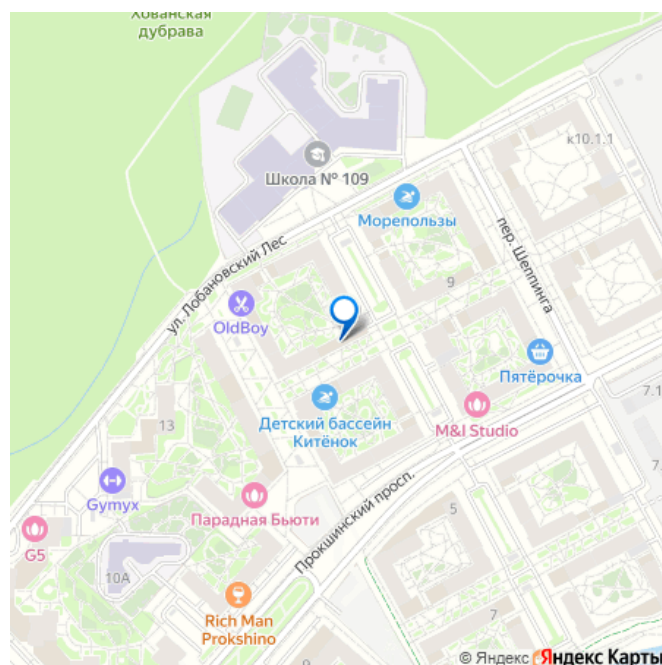 Хованская
дубрава
к10.1.1
Школа № 109
Морепользы
пер. Шеппинга
ул. Лобановский Лес
9
OldBoy
Пятёрочка
Детский бассейн
Китёнок
M&I Studio
7.1
13
Gymyx
Парадная Бьюти
Прокшинский просп.
7.
5
G5
10А
Rich Man
Prokshino
7
9
© Яндекс Яндекс Карты